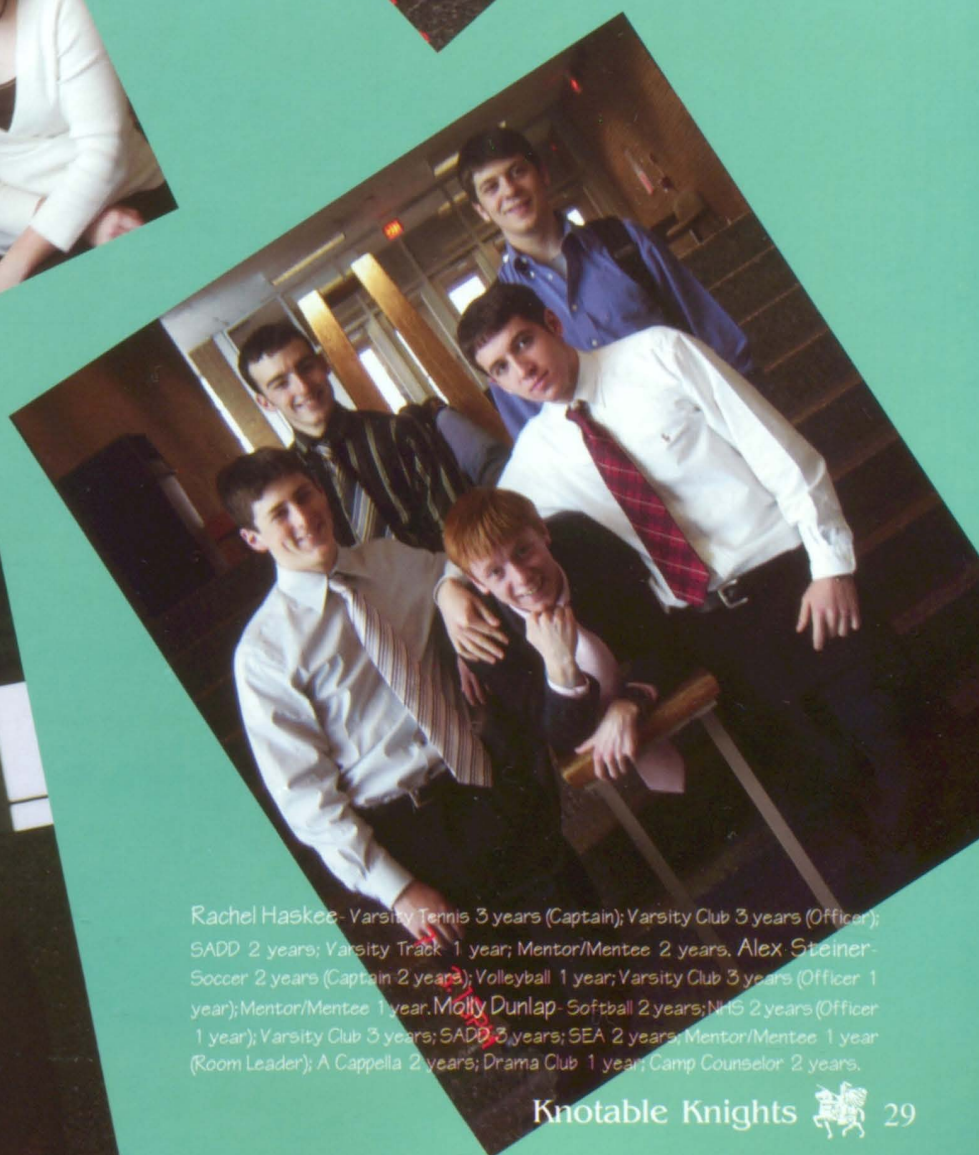 Rachel Haskee- Varsity Tennis 3 years (Captain); Varsity Club 3 years (Officer);
SADD 2 years; Varsity Track 1 year; Mentor/Mentee 2 years. Alex Steiner-
Soccer 2 years (Captain 2 years); Volleyball 1 year; Varsity Club 3 years (Officer 1
year); Mentor/Mentee 1 year. Molly Dunlap- Softball 2 years; NHS 2 years (Officer
1 year); Varsity Club 3 years; SADD 3 years; SEA 2 years; Mentor/Mentee 1 year
(Room Leader); A Cappella 2 years; Drama Club 1 year; Camp Counselor 2 years.
Knotable Knights 29